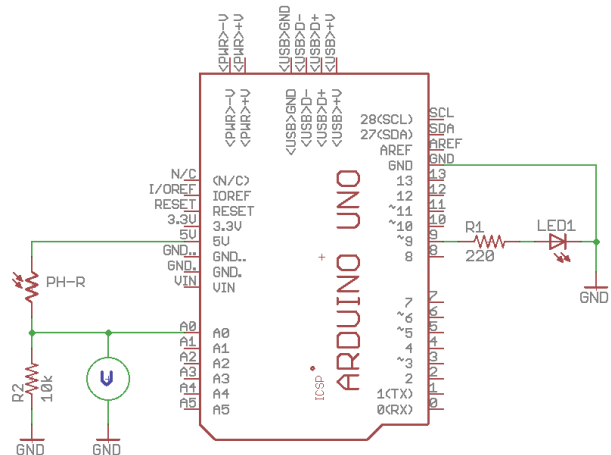 <PWR>-V
<PWR>+V
<USB>GND
<USB>D-
<USB>D+
<USB>+V
<PWR>-V
<PWR>+V
<USB>GND
<USB>D-
<USB>D+
<USB>+V
28(SCL) SCL
27(SDA) SDA
AREF AREF
GND GND
N/C (N/C) 13 13
I/OREF IOREF 12 12
RESET RESET ~11 11
3.3V 3.3V ~10 10
5V 5V ~9 9
GND.. GND.. 8 8
GND. GND.
VIN VIN
R1
220
LED1
GND
PH-R
ARDUINO UNO
7 7
~6 6
A0 A0 ~5 5
A1 A1 4 4
A2 A2 ~3 3
A3 A3 2 2
A4 A4 1(TX) 1
A5 A5 0(RX) 0
ICSP
R2
10k
V
GND
GND